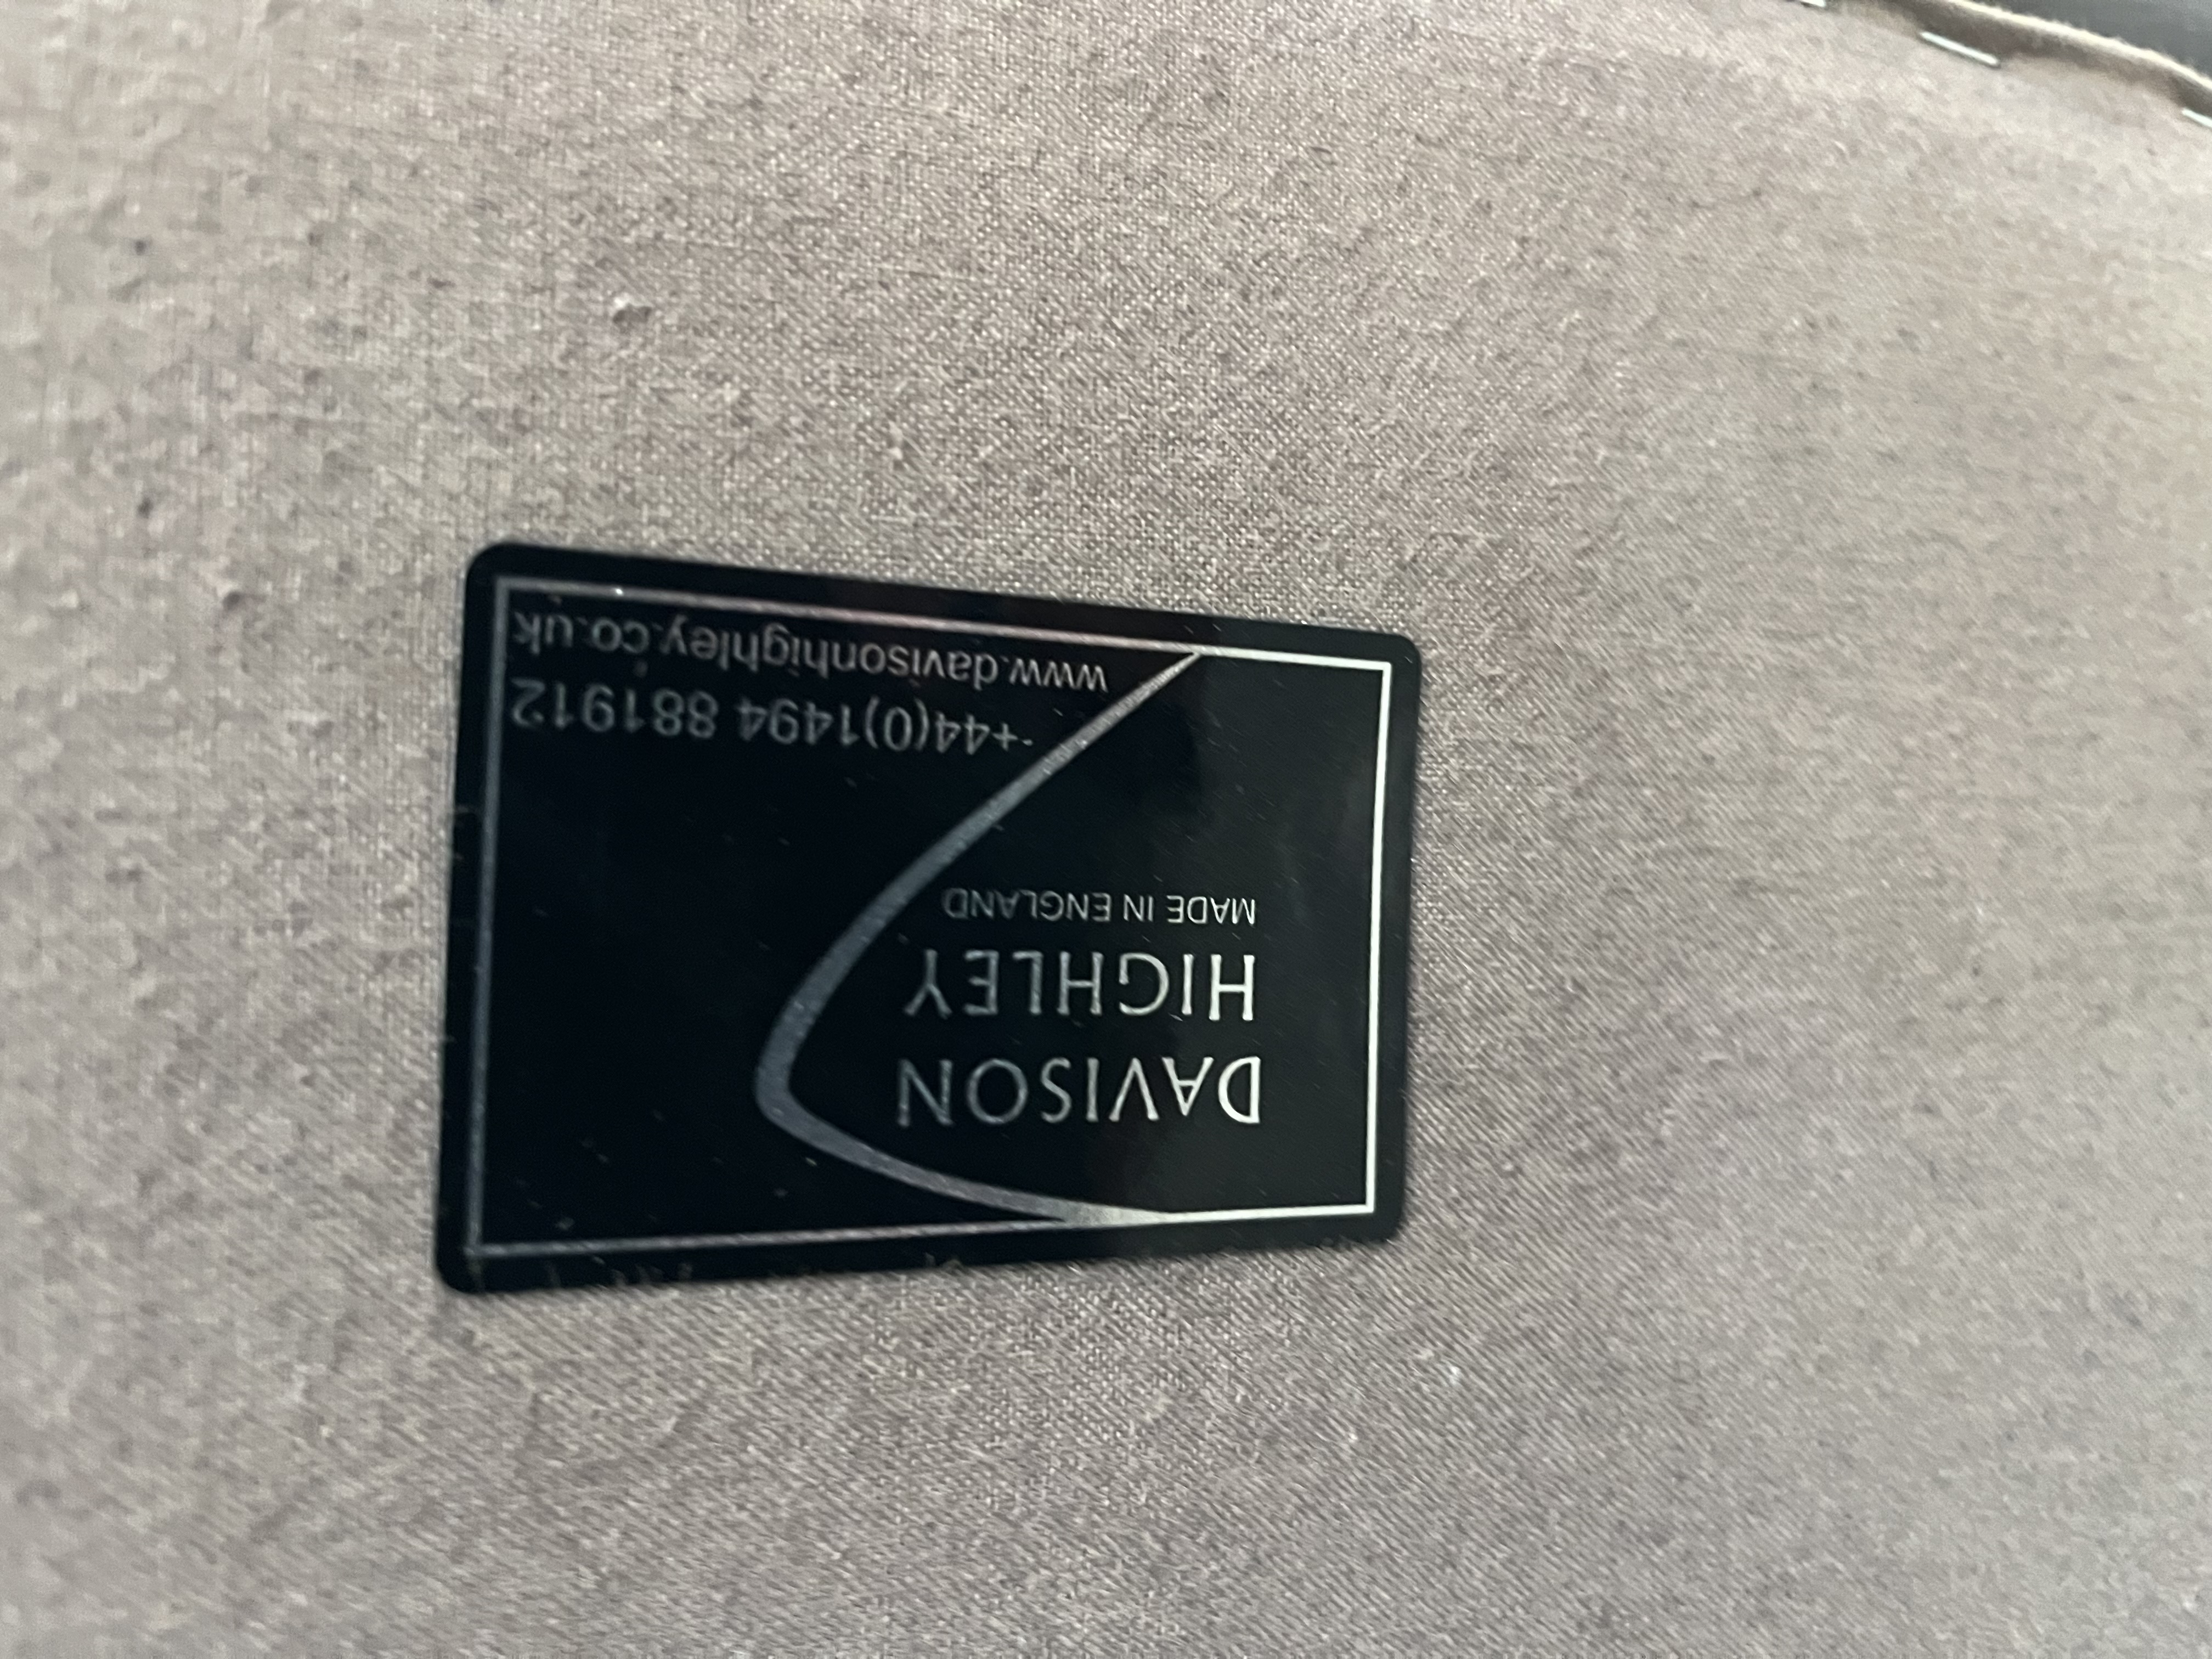 DAVISON
HIGHLEY
MADE IN ENGLAND
+44(0)1494 881912
www.davisonhighley.co.uk